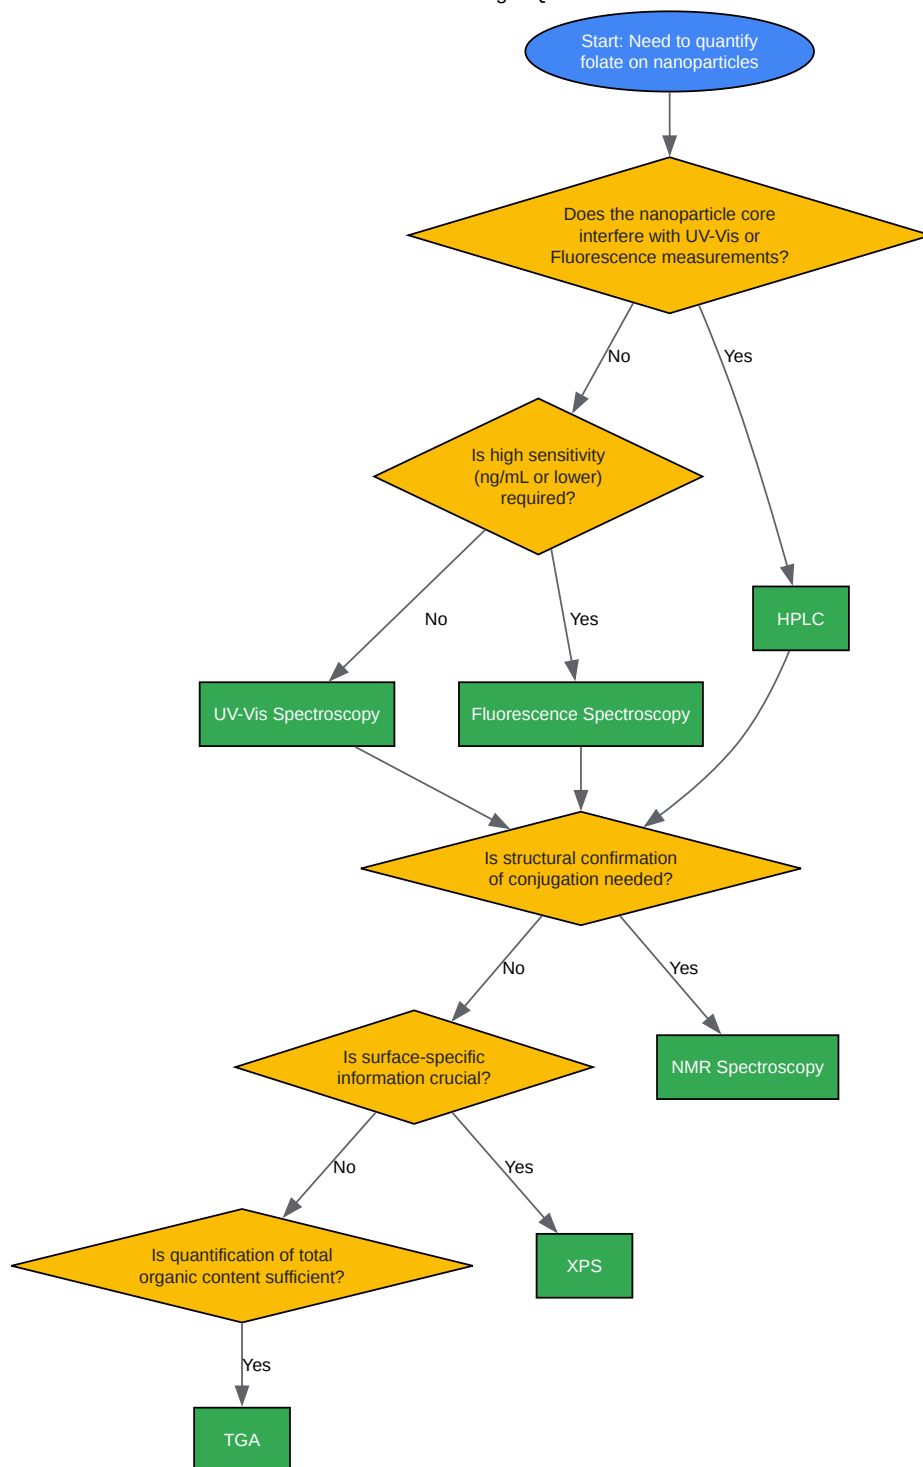 Start: Need to quantify
folate on nanoparticles
Does the nanoparticle core
interfere with UV-Vis or
Fluorescence measurements?
No
Yes
Is high sensitivity
(ng/mL or lower)
required?
No
Yes
HPLC
UV-Vis Spectroscopy
Fluorescence Spectroscopy
Is structural confirmation
of conjugation needed?
No
Yes
Is surface-specific
information crucial?
NMR Spectroscopy
No
Yes
Is quantification of total
organic content sufficient?
XPS
Yes
TGA